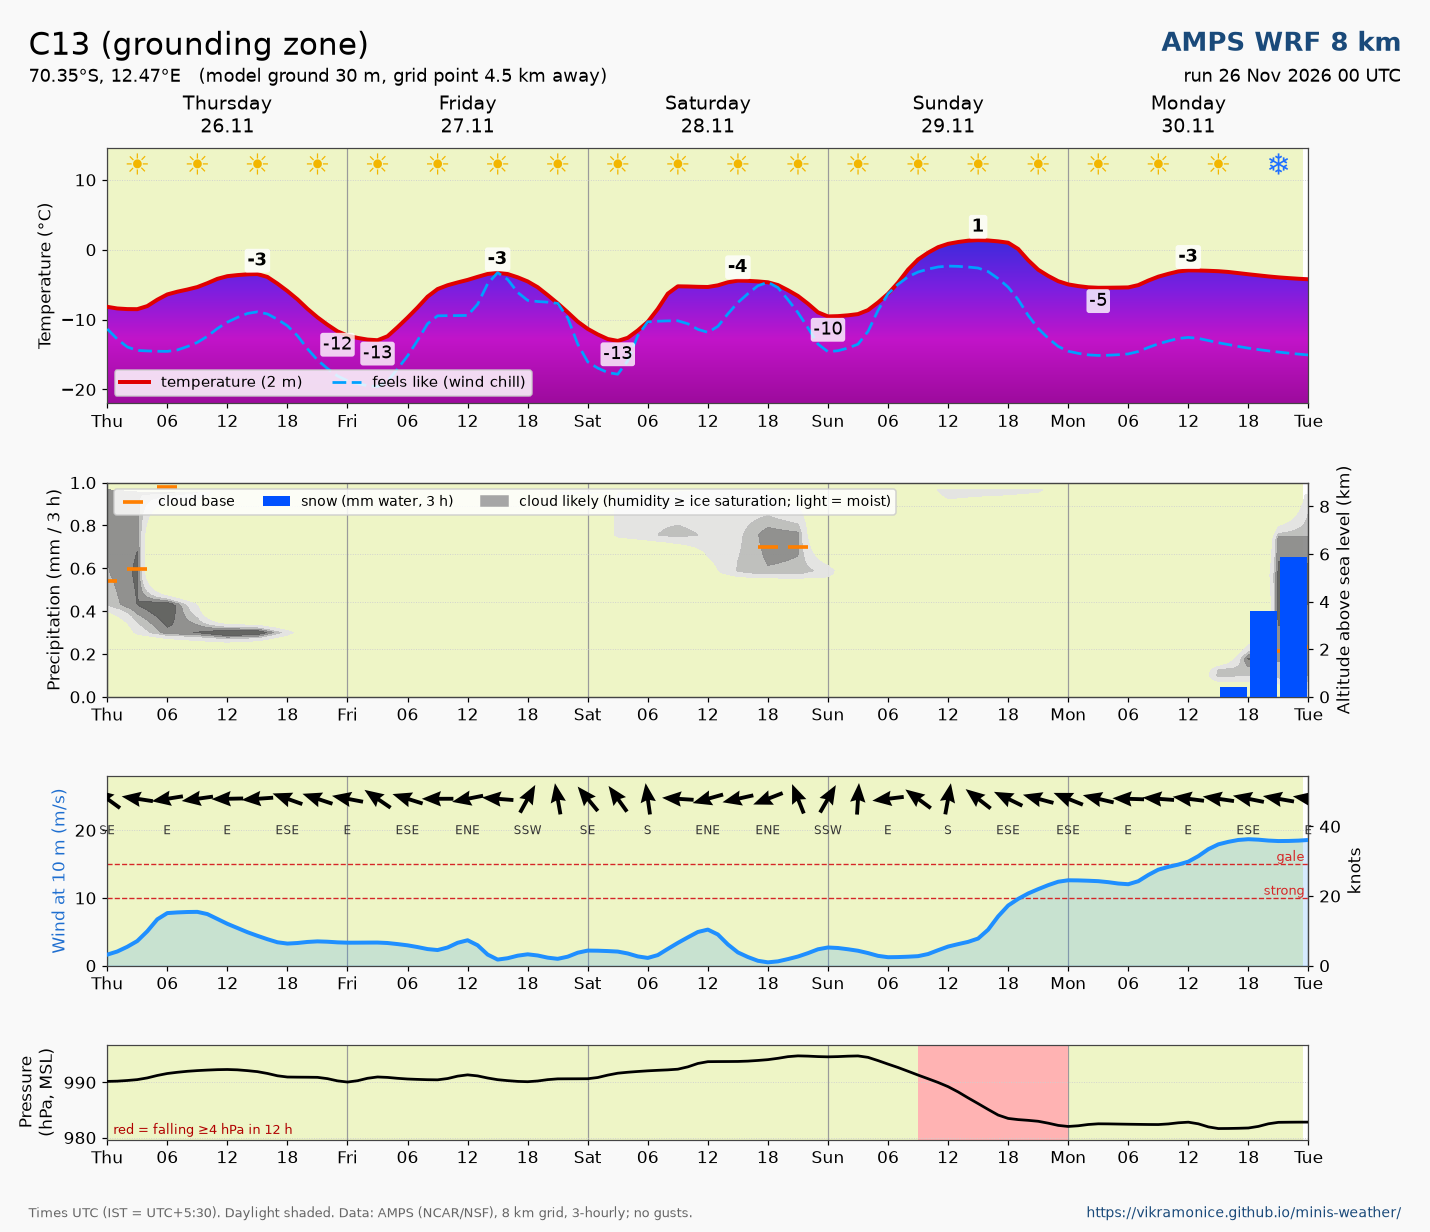 C13 (grounding zone)
AMPS WRF 8 km
70.35°S, 12.47°E (model ground 30 m, grid point 4.5 km away)
run 26 Nov 2026 00 UTC
Thursday Friday Saturday Sunday Monday
26.11 27.11 28.11 29.11 30.11
Temperature (°C)
10
0
−10
−20
-3 -3 -4 1 -3
-12 -13 -13 -10 -5
temperature (2 m) feels like (wind chill)
Thu 06 12 18 Fri 06 12 18 Sat 06 12 18 Sun 06 12 18 Mon 06 12 18 Tue
Precipitation (mm / 3 h)
1.0
0.8
0.6
0.4
0.2
0.0
cloud base snow (mm water, 3 h) cloud likely (humidity ≥ ice saturation; light = moist)
8
6
4
2
0
Altitude above sea level (km)
Thu 06 12 18 Fri 06 12 18 Sat 06 12 18 Sun 06 12 18 Mon 06 12 18 Tue
Wind at 10 m (m/s)
20
10
0
SE E E ESE E ESE ENE SSW SE S ENE ENE SSW E S ESE ESE E E ESE E
gale
strong
40
20
0
knots
Thu 06 12 18 Fri 06 12 18 Sat 06 12 18 Sun 06 12 18 Mon 06 12 18 Tue
Pressure
(hPa, MSL)
990
980
red = falling ≥4 hPa in 12 h
Thu 06 12 18 Fri 06 12 18 Sat 06 12 18 Sun 06 12 18 Mon 06 12 18 Tue
Times UTC (IST = UTC+5:30). Daylight shaded. Data: AMPS (NCAR/NSF), 8 km grid, 3-hourly; no gusts.
https://vikramonice.github.io/minis-weather/